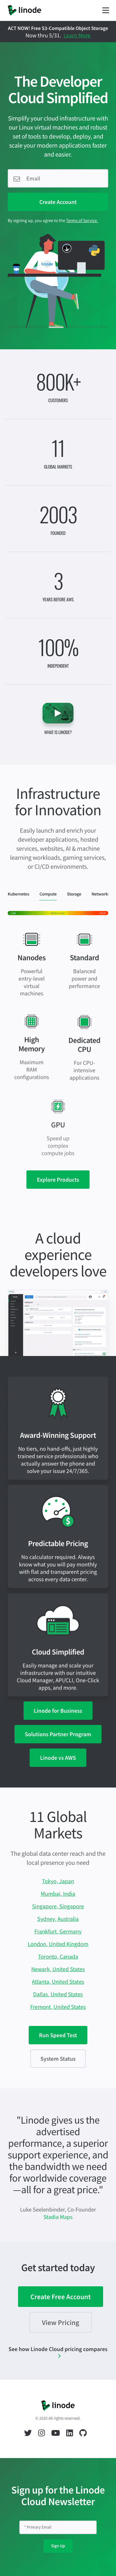 linode
ACT NOW! Free S3-Compatible Object Storage
Now thru 5/31. Learn More
The Developer
Cloud Simplified
Simplify your cloud infrastructure with
our Linux virtual machines and robust
set of tools to develop, deploy, and
scale your modern applications faster
and easier.
Email
Create Account
By signing up, you agree to the Terms of Service.
800K+
CUSTOMERS
11
GLOBAL MARKETS
2003
FOUNDED
3
YEARS BEFORE AWS
100%
INDEPENDENT
WHAT IS LINODE?
Infrastructure
for Innovation
Easily launch and enrich your
developer applications, hosted
services, websites, AI & machine
learning workloads, game services,
or CI/CD environments.
Kubernetes Compute Storage Network
Nanodes
Powerful
entry-level
virtual
machines
Standard
Balanced
power and
performance
High
Memory
Maximum
RAM
configurations
Dedicated
CPU
For CPU-
intensive
applications
GPU
Speed up
complex
compute jobs
Explore Products
A cloud
experience
developers love
Award-Winning Support
No tiers, no hand-offs, just highly
trained senior professionals who
actually answer the phone and
solve your issue 24/7/365.
Predictable Pricing
No calculator required. Always
know what you will pay monthly
with flat and transparent pricing
across every data center.
Cloud Simplified
Easily manage and scale your
infrastructure with our intuitive
Cloud Manager, API/CLI, One-Click
apps, and more.
Linode for Business
Solutions Partner Program
Linode vs AWS
11 Global
Markets
The global data center reach and the
local presence you need
Tokyo, Japan
Mumbai, India
Singapore, Singapore
Sydney, Australia
Frankfurt, Germany
London, United Kingdom
Toronto, Canada
Newark, United States
Atlanta, United States
Dallas, United States
Fremont, United States
Run Speed Test
System Status
"Linode gives us the
advertised
performance, a superior
support experience, and
the bandwidth we need
for worldwide coverage
—all for a great price."
Luke Seelenbinder, Co-Founder
Stadia Maps
Get started today
Create Free Account
View Pricing
See how Linode Cloud pricing compares
linode
© 2020 All rights reserved.
Sign up for the Linode
Cloud Newsletter
* Primary Email
Sign Up